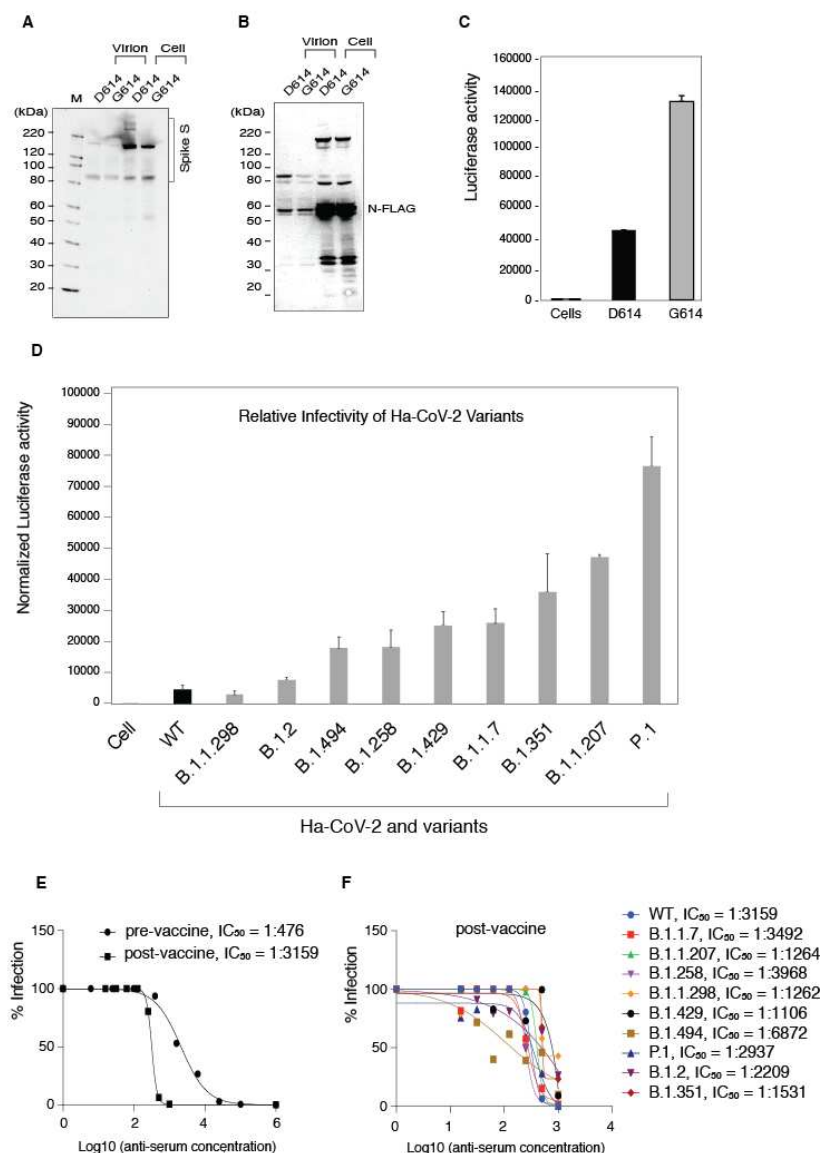 A
Virion Cell
D614 G614 D614 G614
M
(kDa)
220
120
100
80
60
50
40
30
20
Spike S
B
Virion Cell
D614 G614 D614 G614
(kDa)
220
120
100
80
60
50
40
30
20
N-FLAG
C
Luciferase activity
160000
140000
120000
100000
80000
60000
40000
20000
0
Cells D614 G614
D
Relative Infectivity of Ha-CoV-2 Variants
Normalized Luciferase activity
100000
90000
80000
70000
60000
50000
40000
30000
20000
10000
0
Cell WT B.1.1.298 B.1.2 B.1.494 B.1.258 B.1.429 B.1.1.7 B.1.351 B.1.1.207 P.1
Ha-CoV-2 and variants
E
pre-vaccine, IC₅₀ = 1:476
post-vaccine, IC₅₀ = 1:3159
% Infection
150
100
50
0
0 2 4 6
Log10 (anti-serum concentration)
F
post-vaccine
% Infection
150
100
50
0
0 1 2 3 4
Log10 (anti-serum concentration)
WT, IC₅₀ = 1:3159
B.1.1.7, IC₅₀ = 1:3492
B.1.1.207, IC₅₀ = 1:1264
B.1.258, IC₅₀ = 1:3968
B.1.1.298, IC₅₀ = 1:1262
B.1.429, IC₅₀ = 1:1106
B.1.494, IC₅₀ = 1:6872
P.1, IC₅₀ = 1:2937
B.1.2, IC₅₀ = 1:2209
B.1.351, IC₅₀ = 1:1531